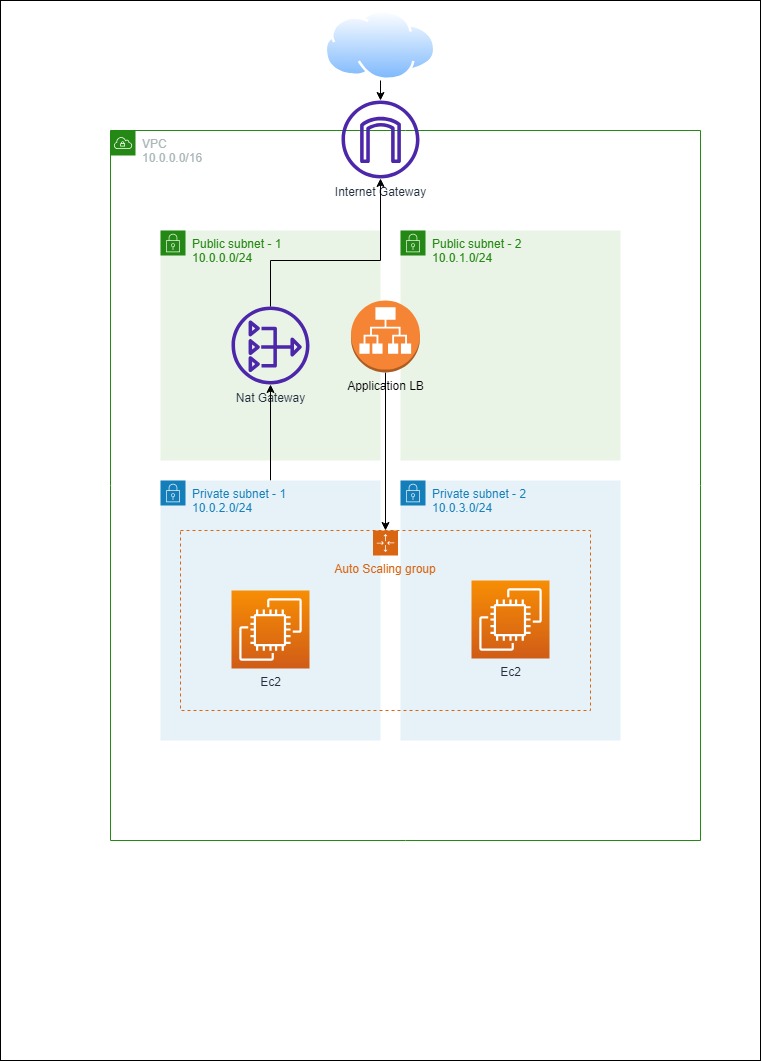 VPC
10.0.0.0/16
Internet Gateway
Public subnet - 1
10.0.0.0/24
Public subnet - 2
10.0.1.0/24
Nat Gateway
Application LB
Private subnet - 1
10.0.2.0/24
Private subnet - 2
10.0.3.0/24
Auto Scaling group
Ec2
Ec2